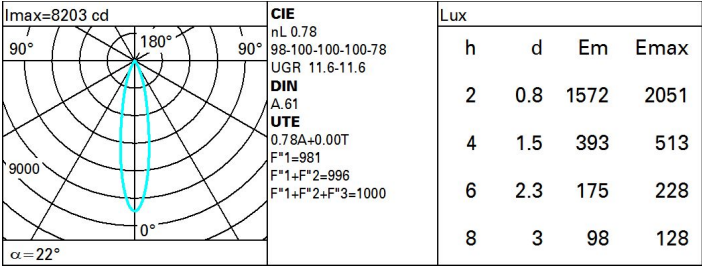 Imax=8203 cd
90°
180°
90°
9000
0°
α=22°
CIE
nL 0.78
98-100-100-100-78
UGR 11.6-11.6
DIN
A.61
UTE
0.78A+0.00T
F"1=981
F"1+F"2=996
F"1+F"2+F"3=1000
Lux
h d Em Emax
2 0.8 1572 2051
4 1.5 393 513
6 2.3 175 228
8 3 98 128